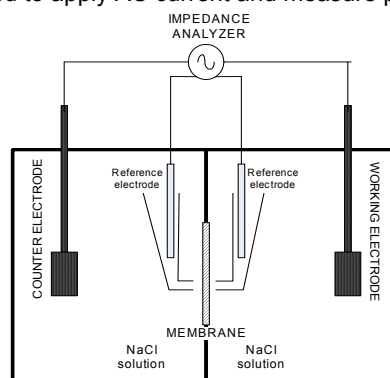 to apply AC current and measure
IMPEDANCE
ANALYZER
COUNTER ELECTRODE
Reference
electrode
Reference
electrode
WORKING ELECTRODE
MEMBRANE
NaCl
solution
NaCl
solution